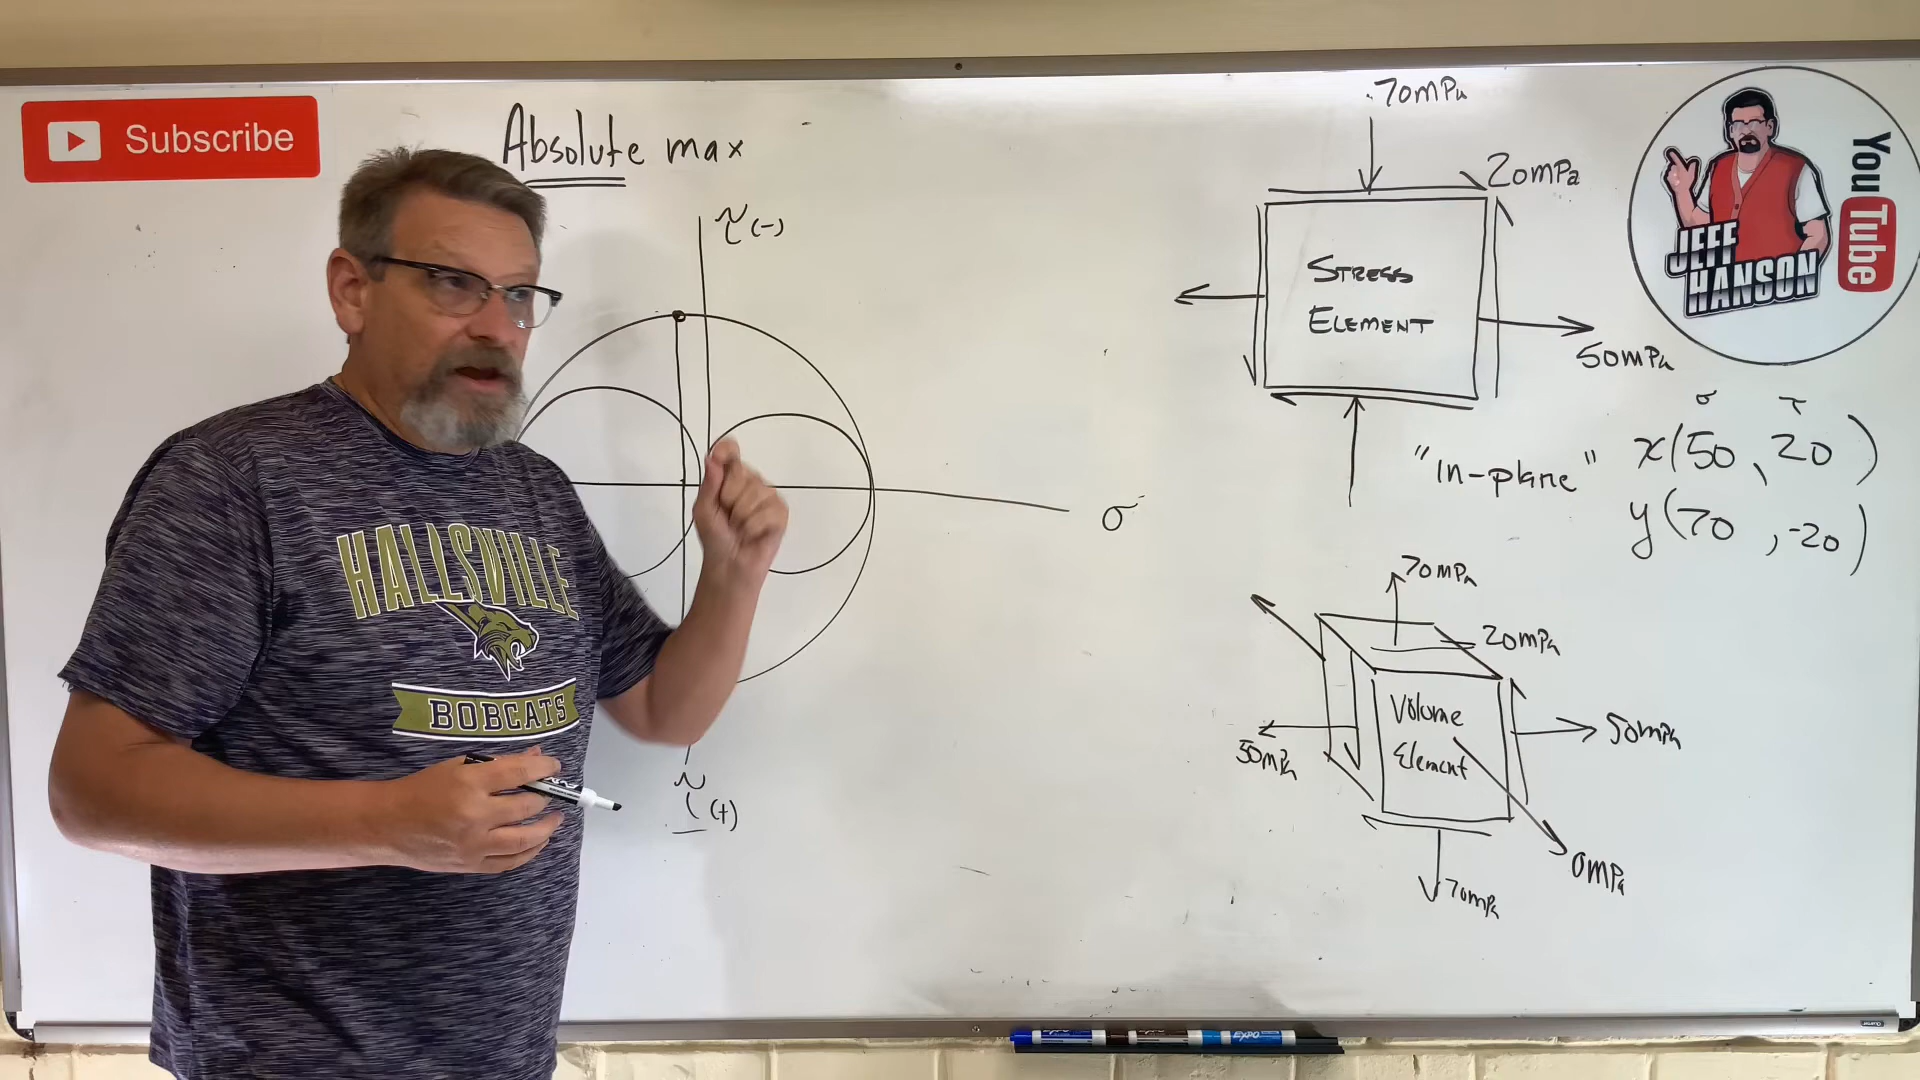 Subscribe
Absolute max
τ(-)
σ
τ(+)
70mPa
20mPa
STRESS
ELEMENT
50mPa
YouTube
JEFF
HANSON
σ τ
"in-plane" x(50, 20)
y(70, -20)
70mPa
20mPa
Volume
Element
50mPa
50mPa
0mPa
70mPa
HALLSVILLE
BOBCATS
EXPO